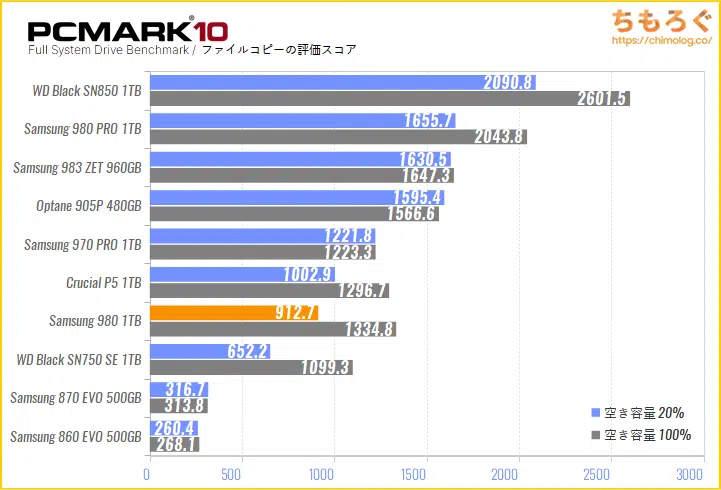 PCMARK®10
ちもろぐ
Full System Drive Benchmark / ファイルコピーの評価スコア
https://chimolog.co/
WD Black SN850 1TB
2090.8
2601.5
Samsung 980 PRO 1TB
1655.7
2043.8
Samsung 983 ZET 960GB
1630.5
1647.3
Optane 905P 480GB
1595.4
1566.6
Samsung 970 PRO 1TB
1221.8
1223.3
Crucial P5 1TB
1002.9
1296.7
Samsung 980 1TB
912.7
1334.8
WD Black SN750 SE 1TB
652.2
1099.3
Samsung 870 EVO 500GB
316.7
313.8
Samsung 860 EVO 500GB
260.4
268.1
空き容量 20%
空き容量 100%
0 500 1000 1500 2000 2500 3000